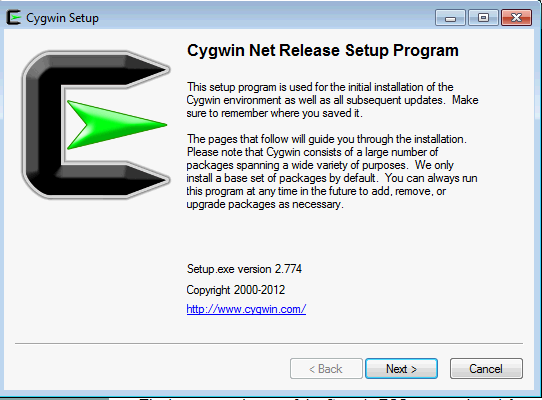 Cygwin Setup
Cygwin Net Release Setup Program
This setup program is used for the initial installation of the
Cygwin environment as well as all subsequent updates. Make
sure to remember where you saved it.
The pages that follow will guide you through the installation.
Please note that Cygwin consists of a large number of
packages spanning a wide variety of purposes. We only
install a base set of packages by default. You can always run
this program at any time in the future to add, remove, or
upgrade packages as necessary.
Setup.exe version 2.774
Copyright 2000-2012
http://www.cygwin.com/
< Back
Next >
Cancel